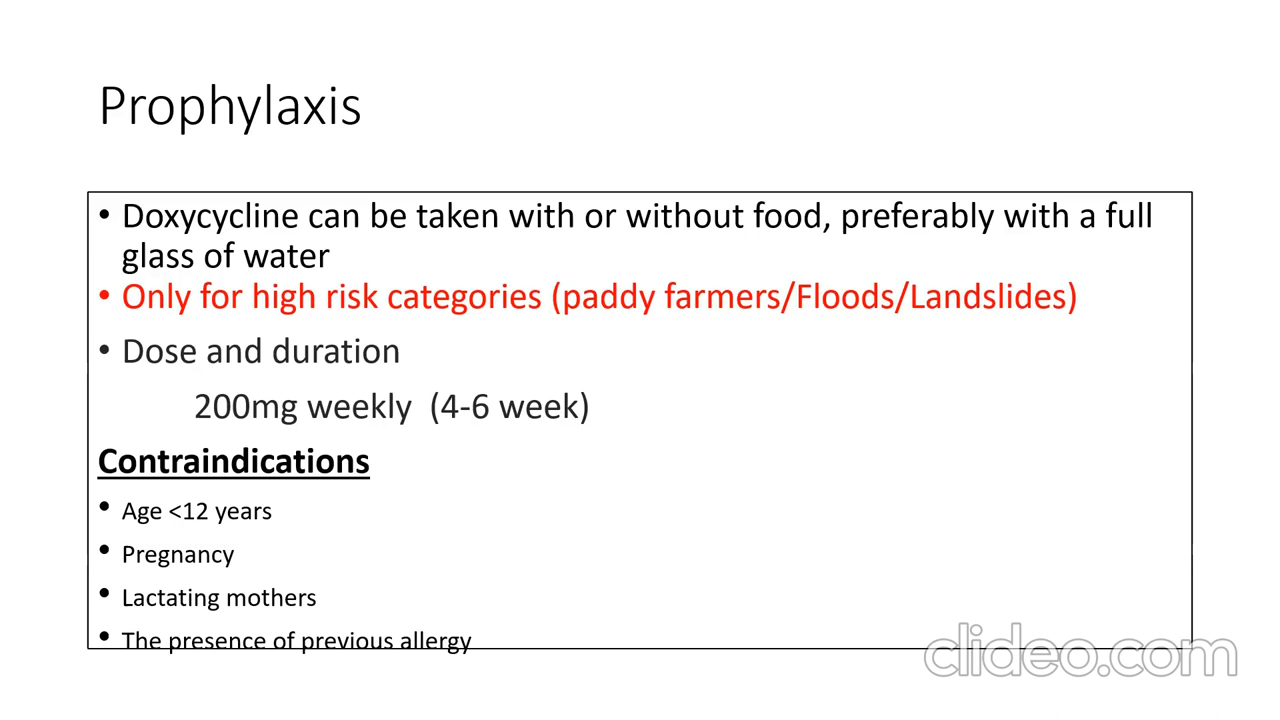 Prophylaxis
• Doxycycline can be taken with or without food, preferably with a full
glass of water
• Only for high risk categories (paddy farmers/Floods/Landslides)
• Dose and duration
200mg weekly (4-6 week)
Contraindications
• Age <12 years
• Pregnancy
• Lactating mothers
• The presence of previous allergy
clideo.com